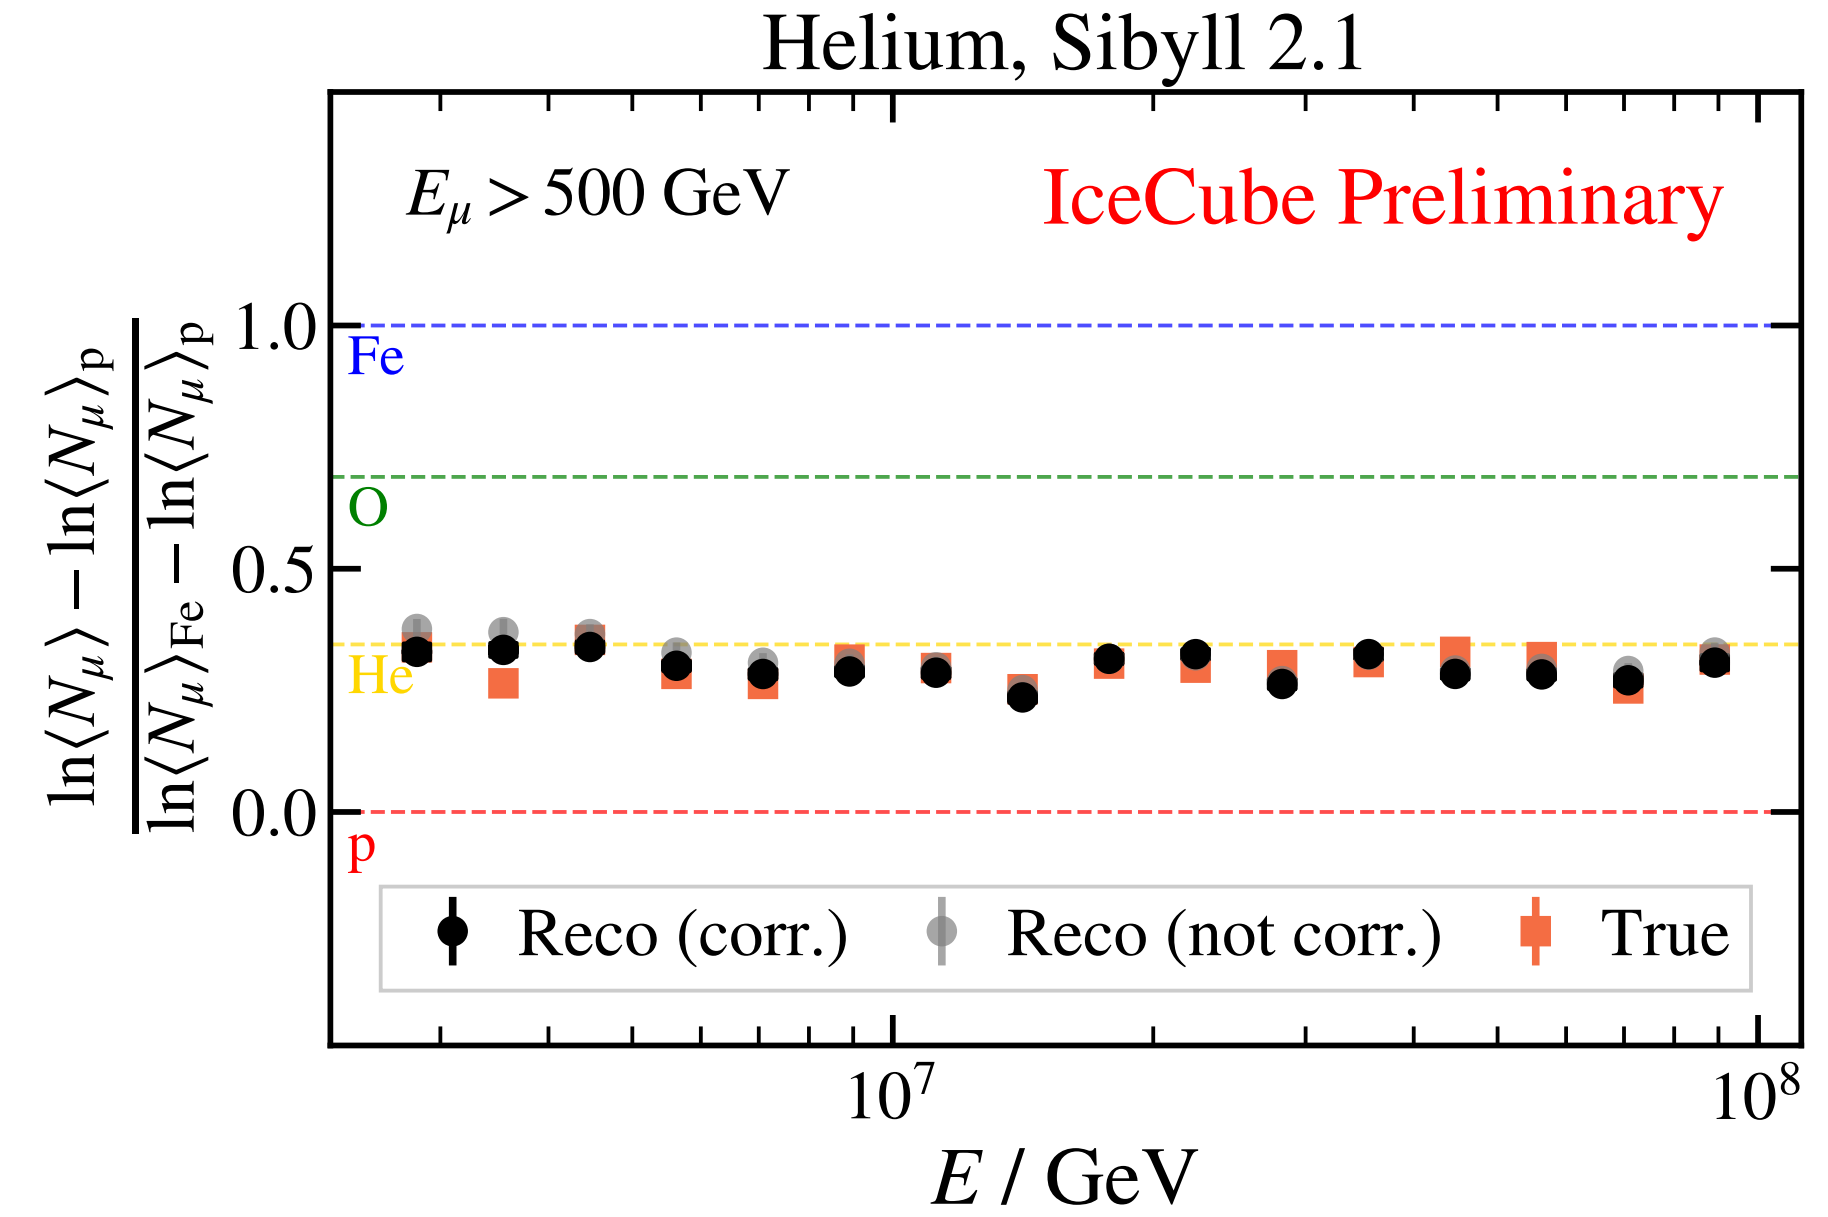 Helium, Sibyll 2.1
E_μ > 500 GeV
IceCube Preliminary
ln⟨N_μ⟩ − ln⟨N_μ⟩_p
ln⟨N_μ⟩_Fe − ln⟨N_μ⟩_p
1.0
Fe
O
0.5
He
0.0
p
Reco (corr.)
Reco (not corr.)
True
10^7
10^8
E / GeV